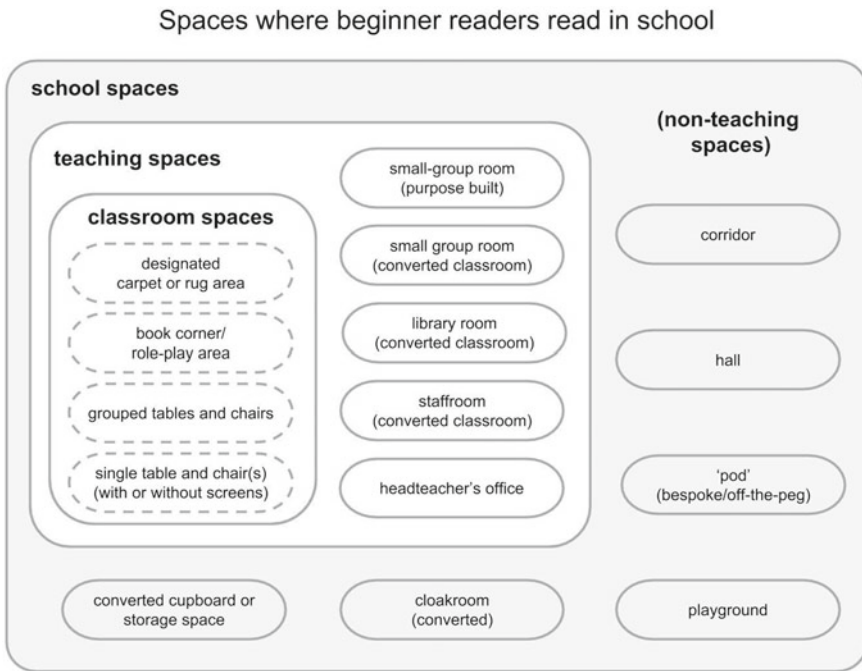 Spaces where beginner readers read in school
school spaces
(non-teaching
spaces)
teaching spaces
classroom spaces
designated
carpet or rug area
book corner/
role-play area
grouped tables and chairs
single table and chair(s)
(with or without screens)
small-group room
(purpose built)
small group room
(converted classroom)
library room
(converted classroom)
staffroom
(converted classroom)
headteacher's office
corridor
hall
‘pod’
(bespoke/off-the-peg)
converted cupboard or
storage space
cloakroom
(converted)
playground